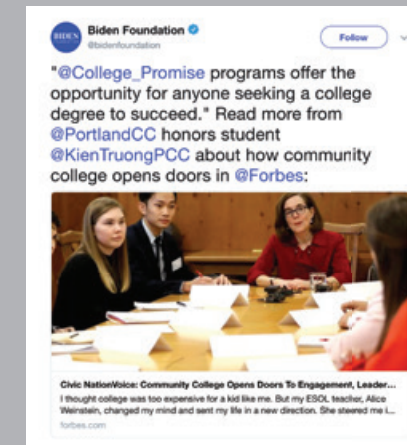 BIDEN
Biden Foundation
@bidenfoundation
Follow
"@College_Promise programs offer the
opportunity for anyone seeking a college
degree to succeed." Read more from
@PortlandCC honors student
@KienTruongPCC about how community
college opens doors in @Forbes:
Civic NationVoice: Community College Opens Doors To Engagement, Leader...
I thought college was too expensive for a kid like me. But my ESOL teacher, Alice
Weinstein, changed my mind and sent my life in a new direction. She steered me i...
forbes.com